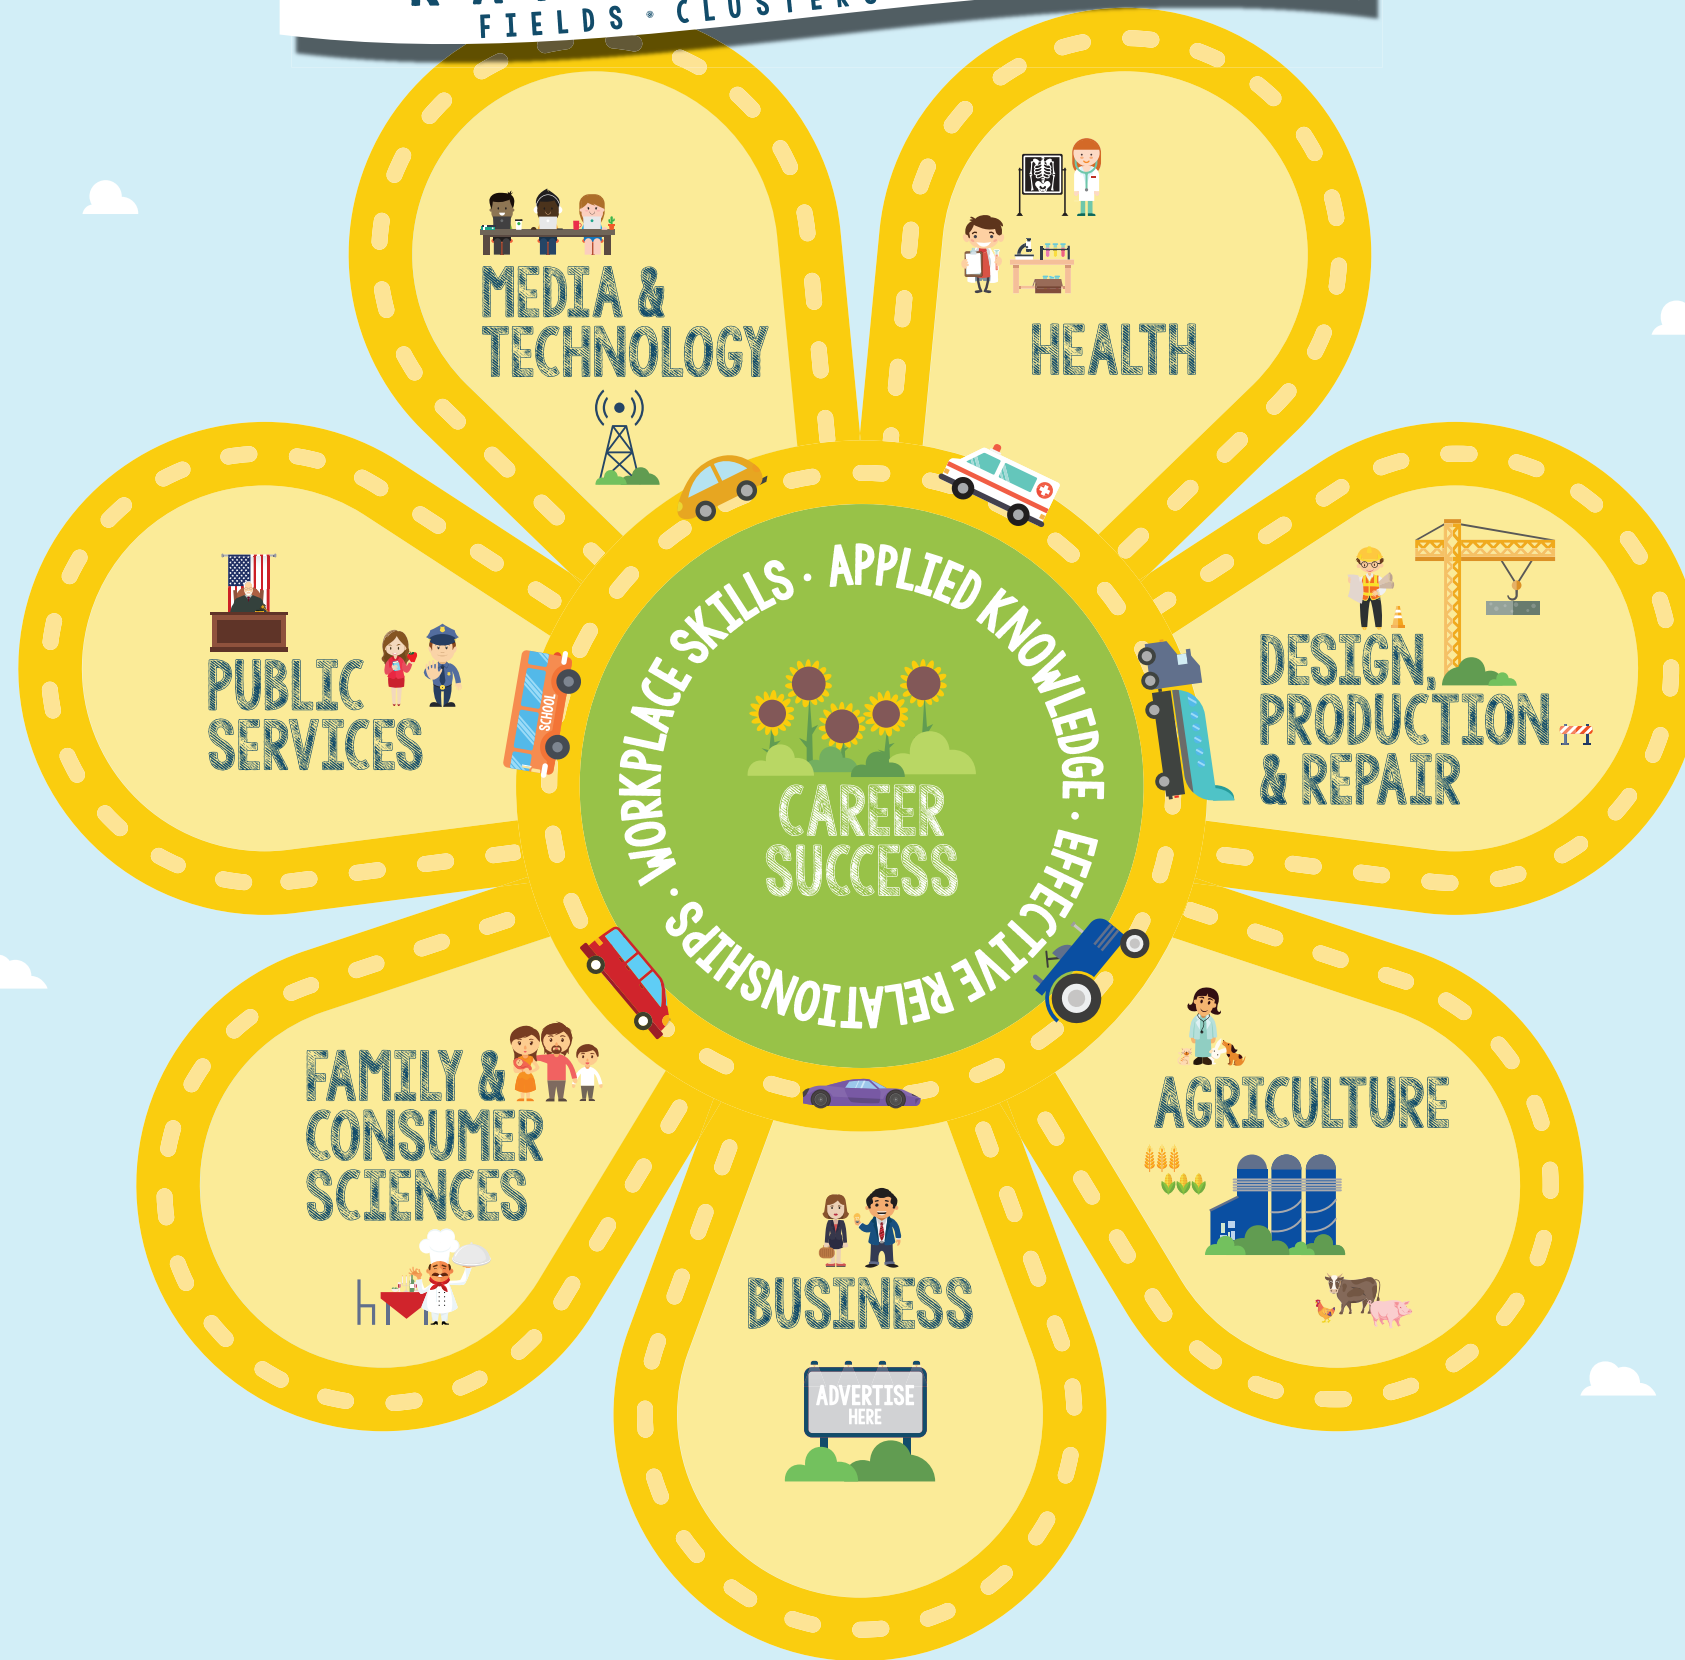 FIELDS • CLUSTERS
MEDIA &
TECHNOLOGY
HEALTH
PUBLIC
SERVICES
SCHOOL
DESIGN,
PRODUCTION
& REPAIR
WORKPLACE SKILLS · APPLIED KNOWLEDGE · EFFECTIVE RELATIONSHIPS ·
CAREER
SUCCESS
FAMILY &
CONSUMER
SCIENCES
AGRICULTURE
BUSINESS
ADVERTISE
HERE